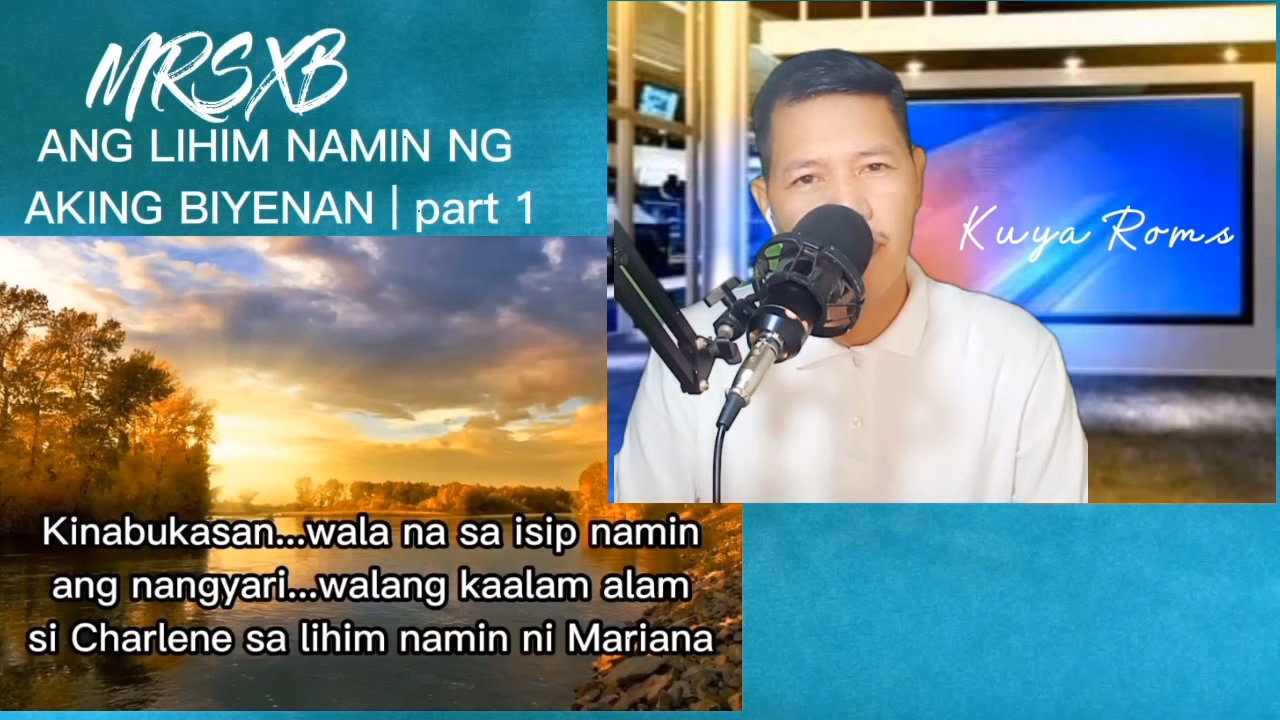 MRSXB
ANG LIHIM NAMIN NG
AKING BIYENAN | part 1
Kuya Roms
Kinabukasan...wala na sa isip namin
ang nangyari...walang kaalam alam
si Charlene sa lihim namin ni Mariana